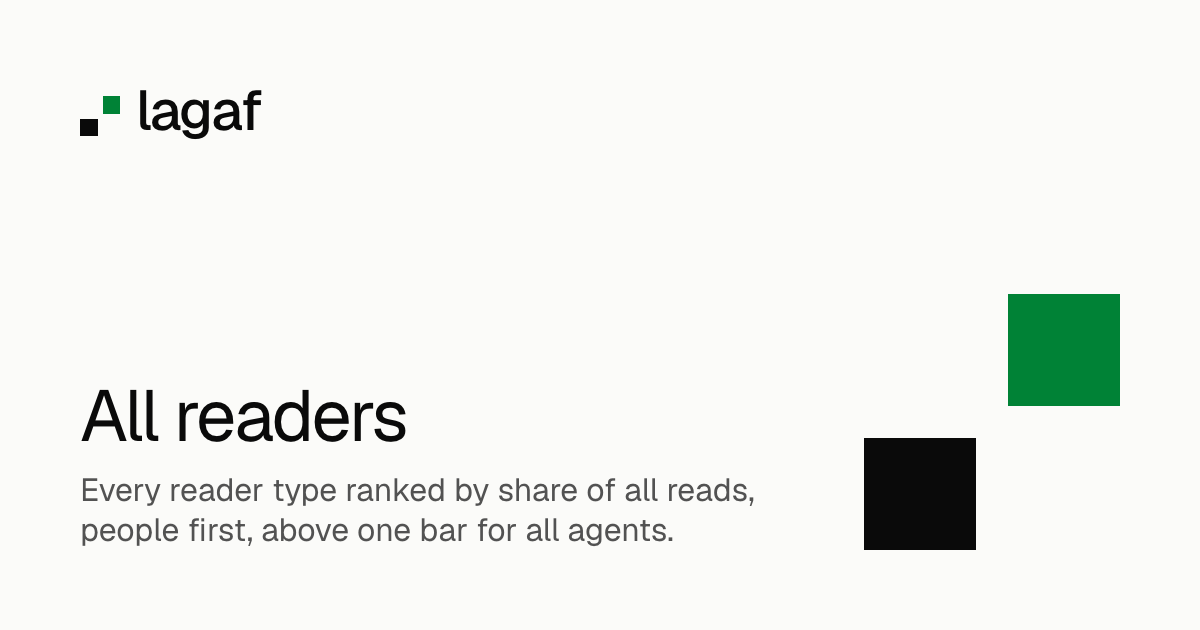 lagaf
All readers
Every reader type ranked by share of all reads,
people first, above one bar for all agents.